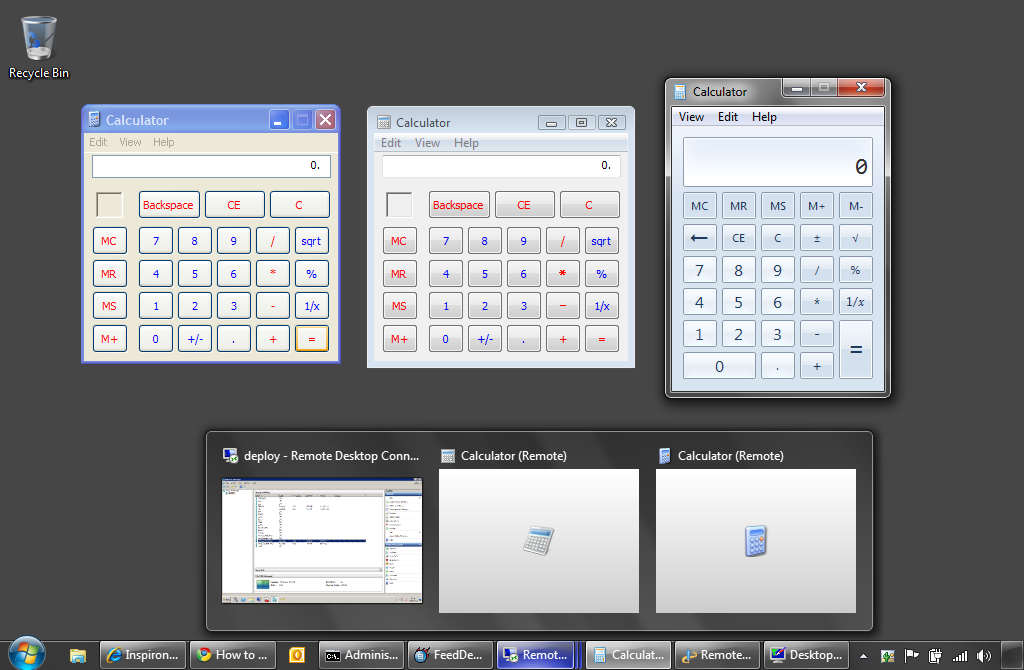 Recycle Bin
Calculator
Edit View Help
0.
Backspace CE C
MC 7 8 9 / sqrt
MR 4 5 6 * %
MS 1 2 3 - 1/x
M+ 0 +/- . + =
Calculator
Edit View Help
0.
Backspace CE C
MC 7 8 9 / sqrt
MR 4 5 6 * %
MS 1 2 3 - 1/x
M+ 0 +/- . + =
Calculator
View Edit Help
0
MC MR MS M+ M-
← CE C ± √
7 8 9 / %
4 5 6 * 1/x
1 2 3 - =
0 . +
deploy - Remote Desktop Conn...
Calculator (Remote)
Calculator (Remote)
Inspiron... How to ... Adminis... FeedDe... Remot... Calculat... Remote... Desktop...